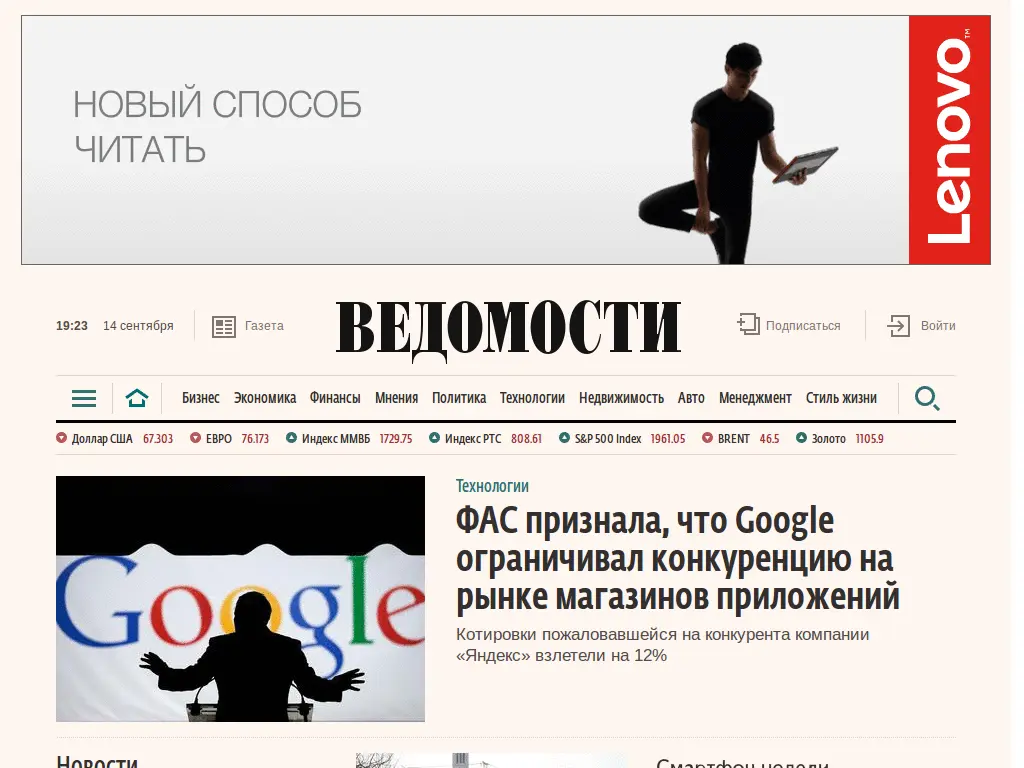 НОВЫЙ СПОСОБ
ЧИТАТЬ
Lenovo™
19:23 14 сентября Газета
ВЕДОМОСТИ
Подписаться Войти
Бизнес Экономика Финансы Мнения Политика Технологии Недвижимость Авто Менеджмент Стиль жизни
Доллар США 67.303 ЕВРО 76.173 Индекс ММВБ 1729.75 Индекс РТС 808.61 S&P 500 Index 1961.05 BRENT 46.5 Золото 1105.9
Google
Технологии
ФАС признала, что Google
ограничивал конкуренцию на
рынке магазинов приложений
Котировки пожаловавшейся на конкурента компании
«Яндекс» взлетели на 12%
Новости
Смартфон недели